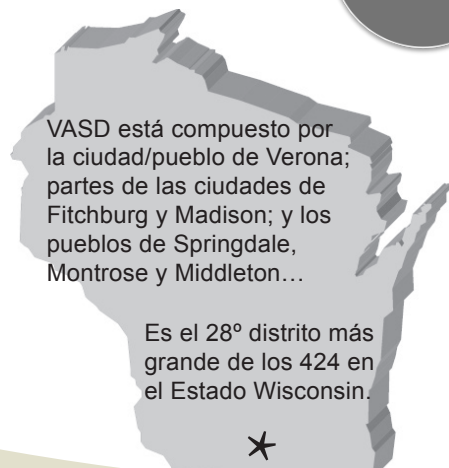 VASD está compuesto por
la ciudad/pueblo de Verona;
partes de las ciudades de
Fitchburg y Madison; y los
pueblos de Springdale,
Montrose y Middleton…
Es el 28º distrito más
grande de los 424 en
el Estado Wisconsin.